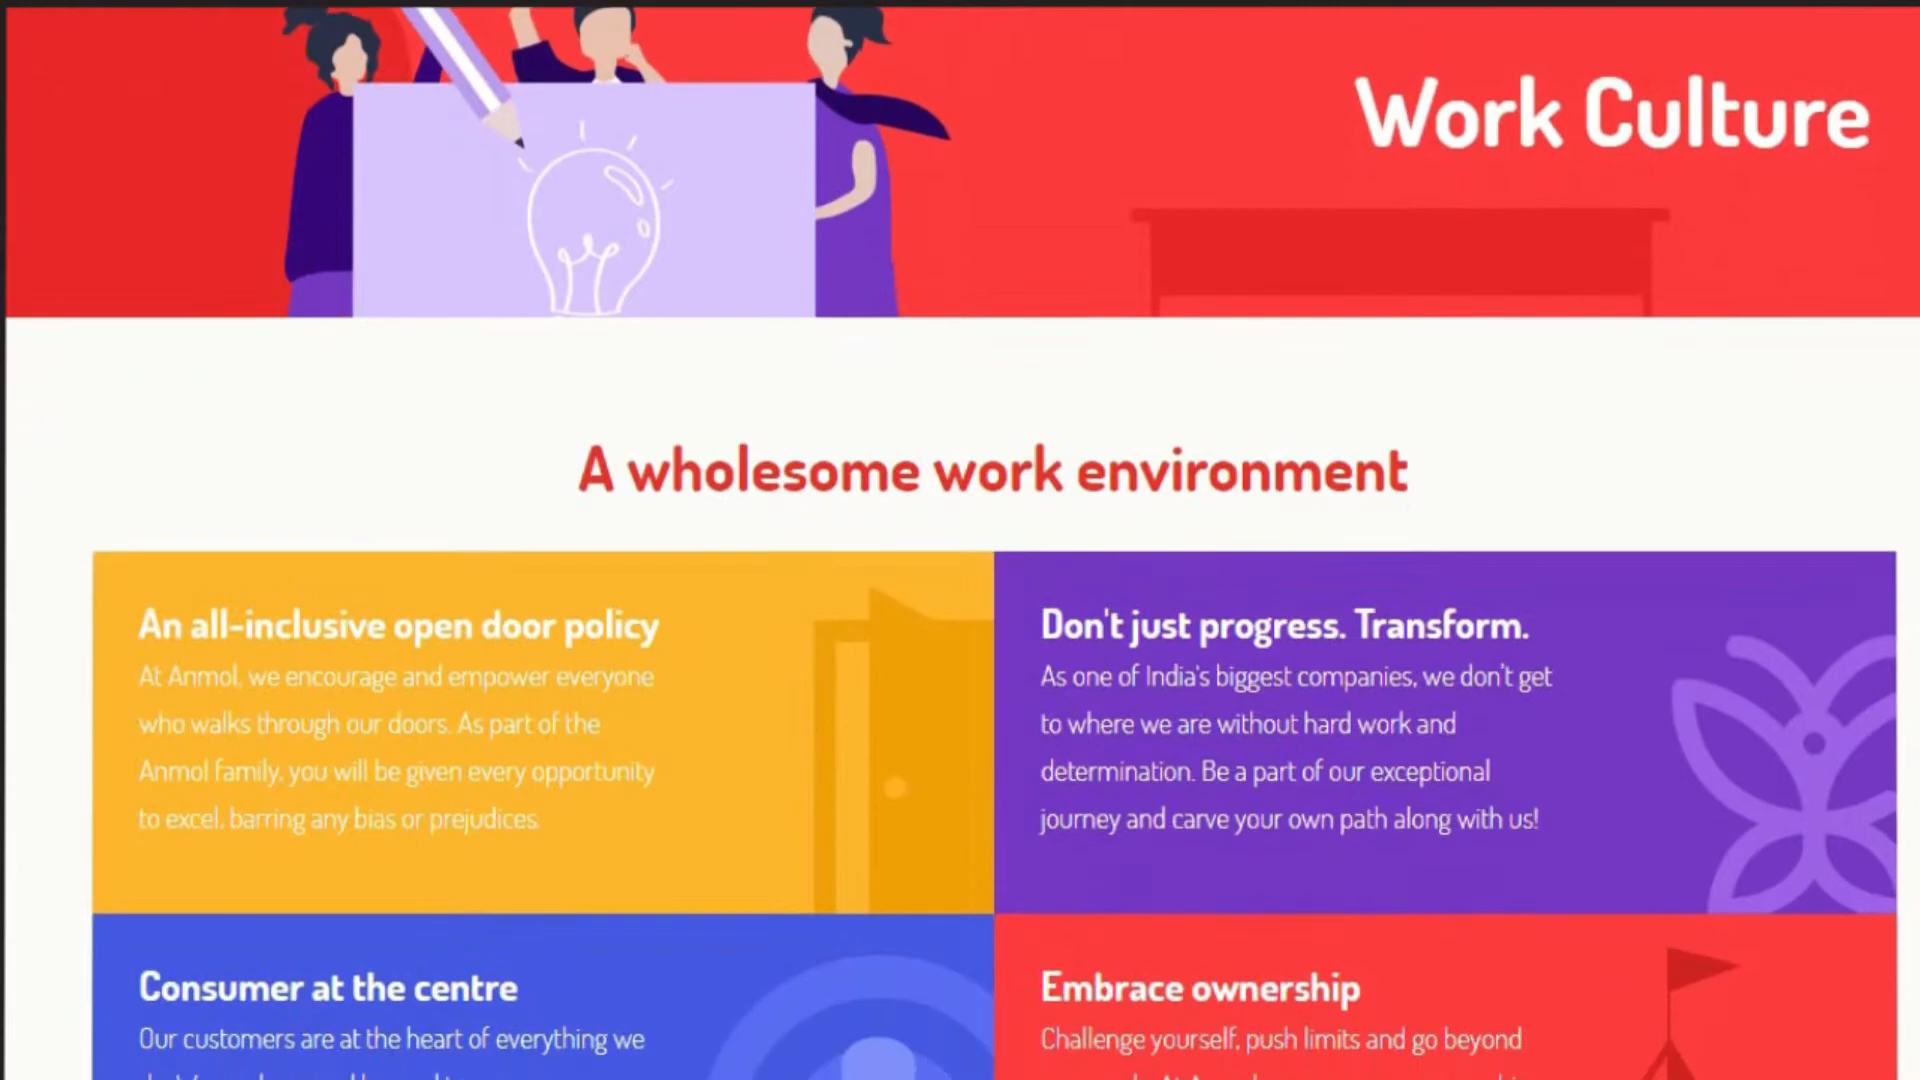 Work Culture
A wholesome work environment
An all-inclusive open door policy
At Anmol, we encourage and empower everyone
who walks through our doors. As part of the
Anmol family, you will be given every opportunity
to excel, barring any bias or prejudices.
Don't just progress. Transform.
As one of India's biggest companies, we don't get
to where we are without hard work and
determination. Be a part of our exceptional
journey and carve your own path along with us!
Consumer at the centre
Our customers are at the heart of everything we
Embrace ownership
Challenge yourself, push limits and go beyond